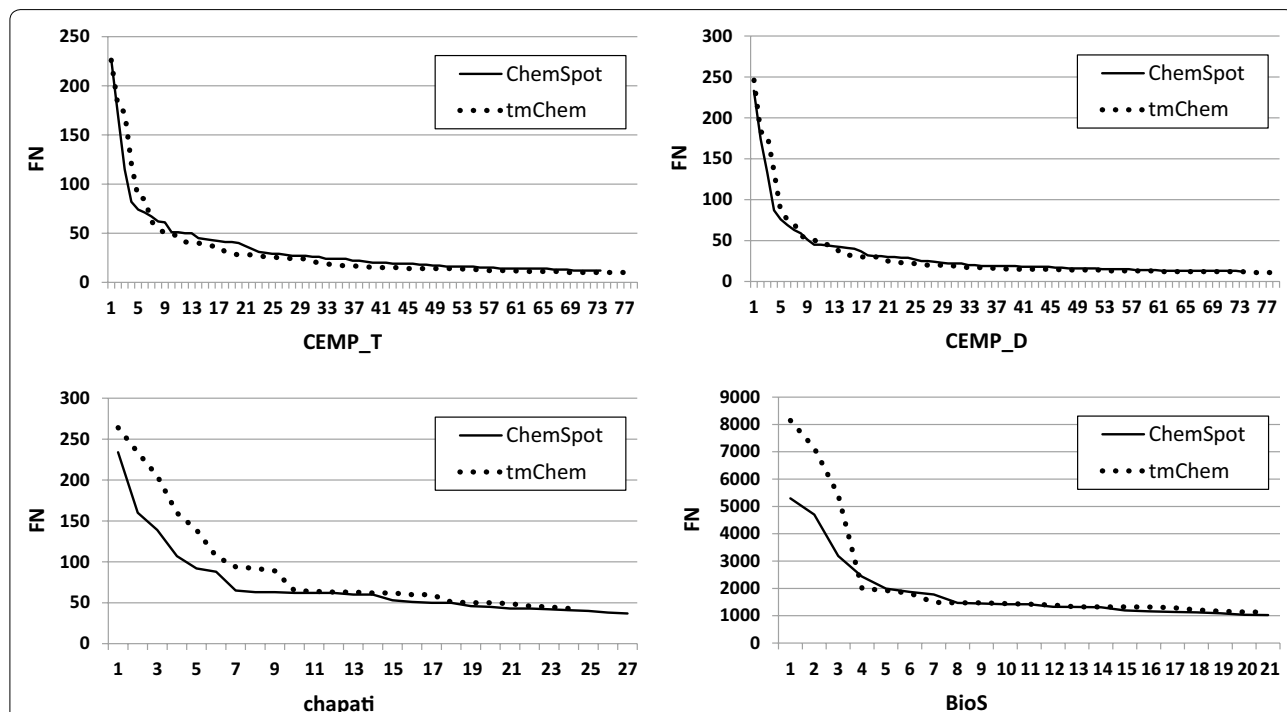 250
200
150
100
50
0
FN
ChemSpot
tmChem
1 5 9 13 17 21 25 29 33 37 41 45 49 53 57 61 65 69 73 77
CEMP_T
300
250
200
150
100
50
0
FN
ChemSpot
tmChem
1 5 9 13 17 21 25 29 33 37 41 45 49 53 57 61 65 69 73 77
CEMP_D
300
250
200
150
100
50
0
FN
ChemSpot
tmChem
1 3 5 7 9 11 13 15 17 19 21 23 25 27
chapati
9000
8000
7000
6000
5000
4000
3000
2000
1000
0
FN
ChemSpot
tmChem
1 2 3 4 5 6 7 8 9 10 11 12 13 14 15 16 17 18 19 20 21
BioS